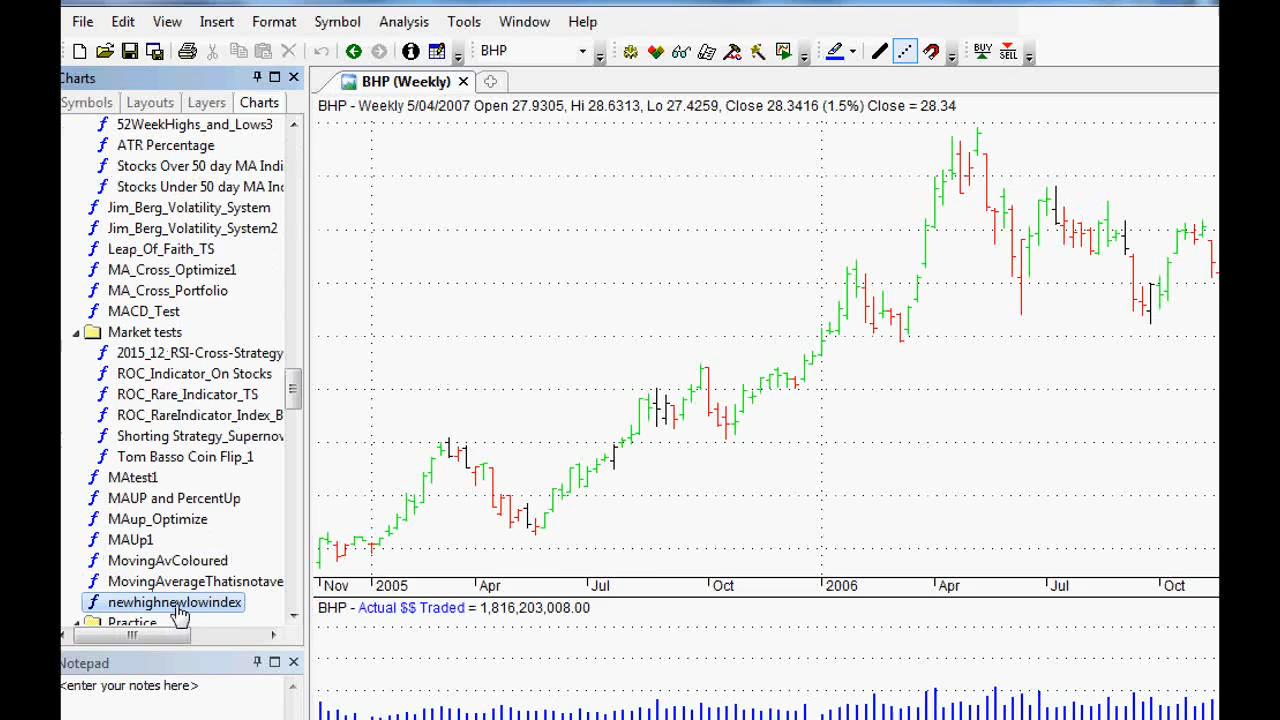 File Edit View Insert Format Symbol Analysis Tools Window Help
BHP
BUY
SELL
Charts
BHP (Weekly)
Symbols Layouts Layers Charts
BHP - Weekly 5/04/2007 Open 27.9305, Hi 28.6313, Lo 27.4259, Close 28.3416 (1.5%) Close = 28.34
52WeekHighs_and_Lows3
ATR Percentage
Stocks Over 50 day MA Indi
Stocks Under 50 day MA Ind
Jim_Berg_Volatility_System
Jim_Berg_Volatility_System2
Leap_Of_Faith_TS
MA_Cross_Optimize1
MA_Cross_Portfolio
MACD_Test
Market tests
2015_12_RSI-Cross-Strategy
ROC_Indicator_On Stocks
ROC_Rare_Indicator_TS
ROC_RareIndicator_Index_B
Shorting Strategy_Supernov
Tom Basso Coin Flip_1
MAtest1
MAUP and PercentUp
MAup_Optimize
MAUp1
MovingAvColoured
MovingAverageThatisnotave
newhighnewlowindex
Practice
Nov 2005 Apr Jul Oct 2006 Apr Jul Oct
BHP - Actual $$ Traded = 1,816,203,008.00
Notepad
<enter your notes here>